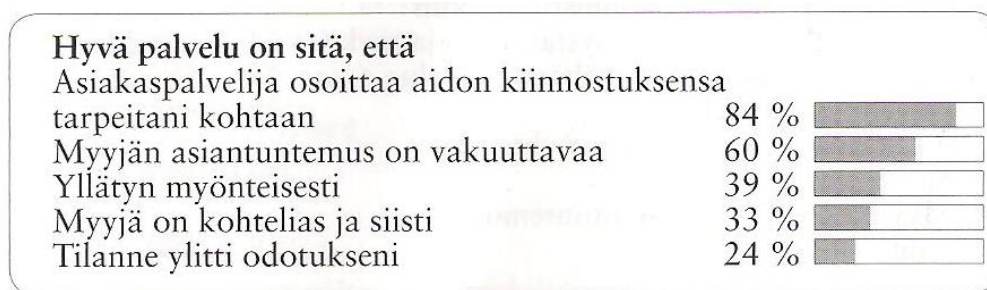 Hyvä palvelu on sitä, että
Asiakaspalvelija osoittaa aidon kiinnostuksensa
tarpeitani kohtaan 84 %
Myyjän asiantuntemus on vakuuttavaa 60 %
Yllätyn myönteisesti 39 %
Myyjä on kohtelias ja siisti 33 %
Tilanne ylitti odotukseni 24 %